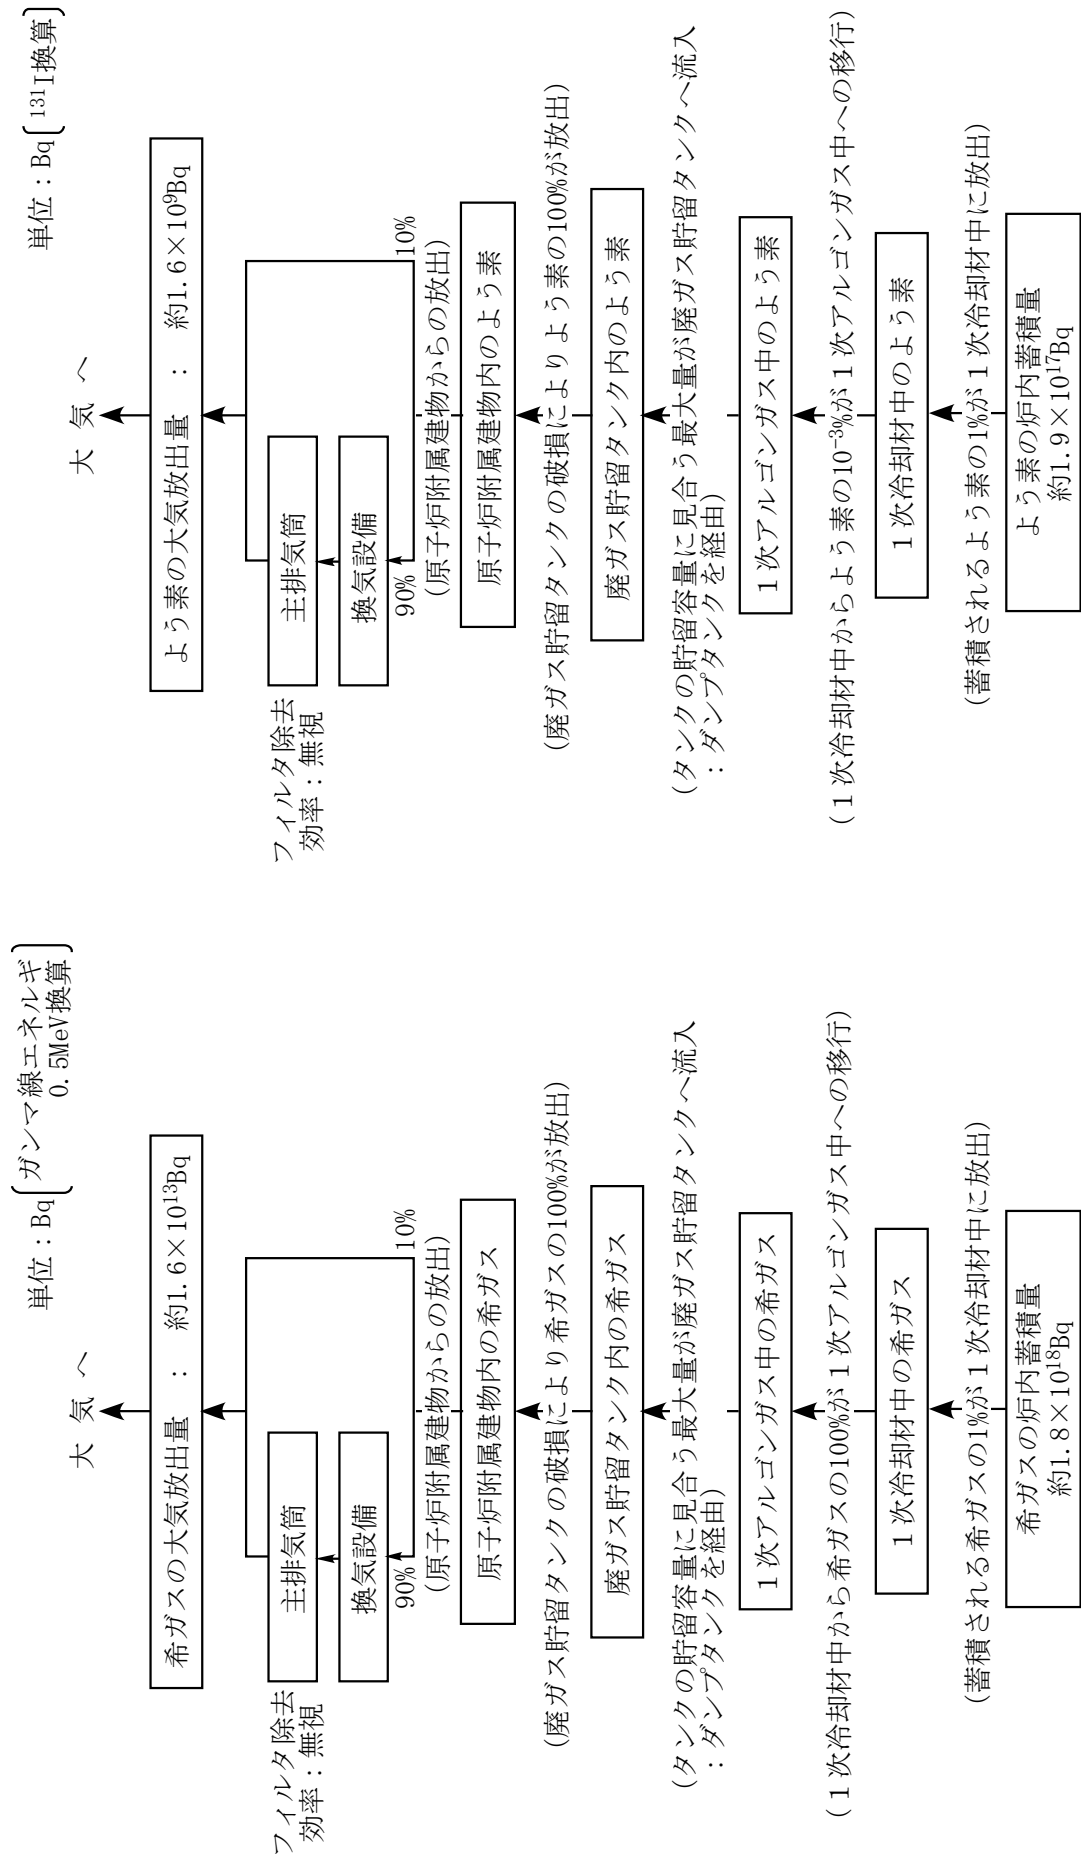 単位：Bq〔ガンマ線エネルギ
0.5MeV換算〕
大気へ
希ガスの大気放出量 ： 約1.6×10¹³Bq
フィルタ除去
効率：無視
主排気筒
換気設備
90%
10%
(原子炉附属建物からの放出)
原子炉附属建物内の希ガス
(廃ガス貯留タンクの破損により希ガスの100%が放出)
廃ガス貯留タンク内の希ガス
(タンクの貯留容量に見合う最大量が廃ガス貯留タンクへ流入
：ダンプタンクを経由)
１次アルゴンガス中の希ガス
(１次冷却材中から希ガスの100%が１次アルゴンガス中への移行)
１次冷却材中の希ガス
(蓄積される希ガスの1%が１次冷却材中に放出)
希ガスの炉内蓄積量
約1.8×10¹⁸Bq
単位：Bq〔¹³¹I換算〕
大気へ
よう素の大気放出量 ： 約1.6×10⁹Bq
フィルタ除去
効率：無視
主排気筒
換気設備
90%
10%
(原子炉附属建物からの放出)
原子炉附属建物内のよう素
(廃ガス貯留タンクの破損によりよう素の100%が放出)
廃ガス貯留タンク内のよう素
(タンクの貯留容量に見合う最大量が廃ガス貯留タンクへ流入
：ダンプタンクを経由)
１次アルゴンガス中のよう素
(１次冷却材中からよう素の10⁻³%が１次アルゴンガス中への移行)
１次冷却材中のよう素
(蓄積されるよう素の1%が１次冷却材中に放出)
よう素の炉内蓄積量
約1.9×10¹⁷Bq